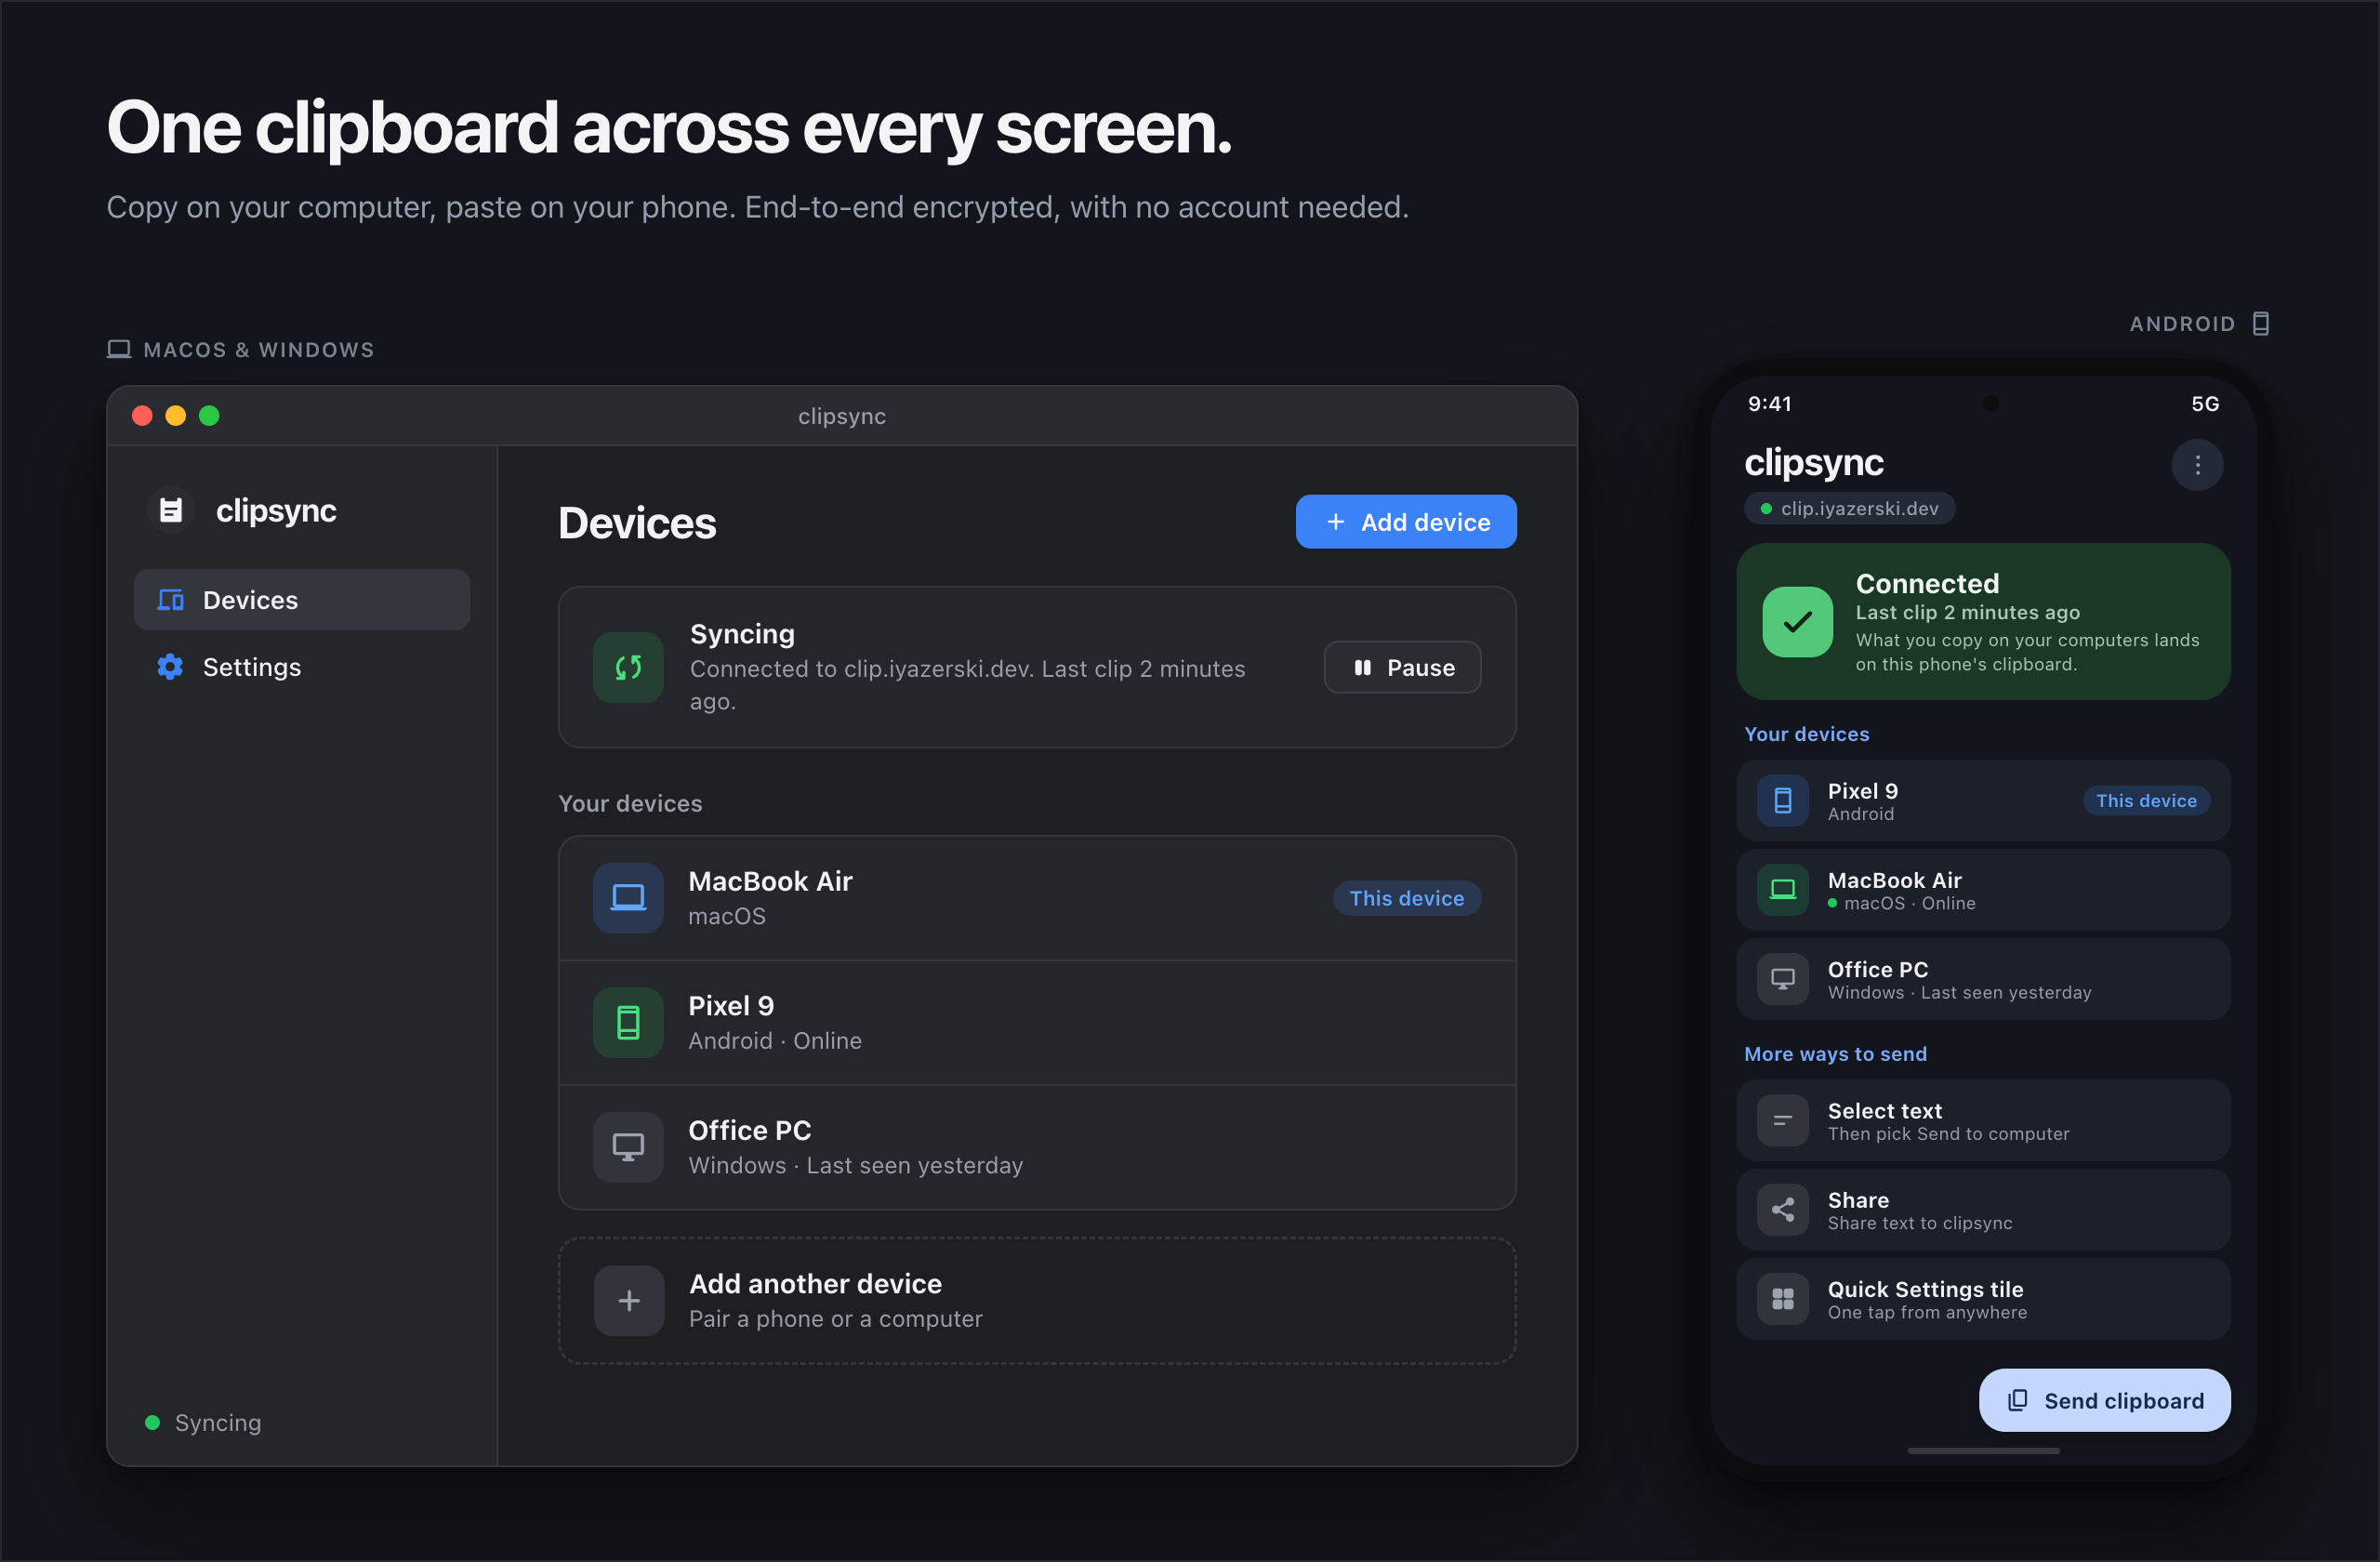 One clipboard across every screen.
Copy on your computer, paste on your phone. End-to-end encrypted, with no account needed.
MACOS & WINDOWS
clipsync
clipsync
Devices
Settings
Syncing
Devices
+ Add device
Syncing
Connected to clip.iyazerski.dev. Last clip 2 minutes
ago.
Pause
Your devices
MacBook Air
macOS
This device
Pixel 9
Android · Online
Office PC
Windows · Last seen yesterday
Add another device
Pair a phone or a computer
ANDROID
9:41
5G
clipsync
clip.iyazerski.dev
Connected
Last clip 2 minutes ago
What you copy on your computers lands
on this phone's clipboard.
Your devices
Pixel 9
Android
This device
MacBook Air
macOS · Online
Office PC
Windows · Last seen yesterday
More ways to send
Select text
Then pick Send to computer
Share
Share text to clipsync
Quick Settings tile
One tap from anywhere
Send clipboard